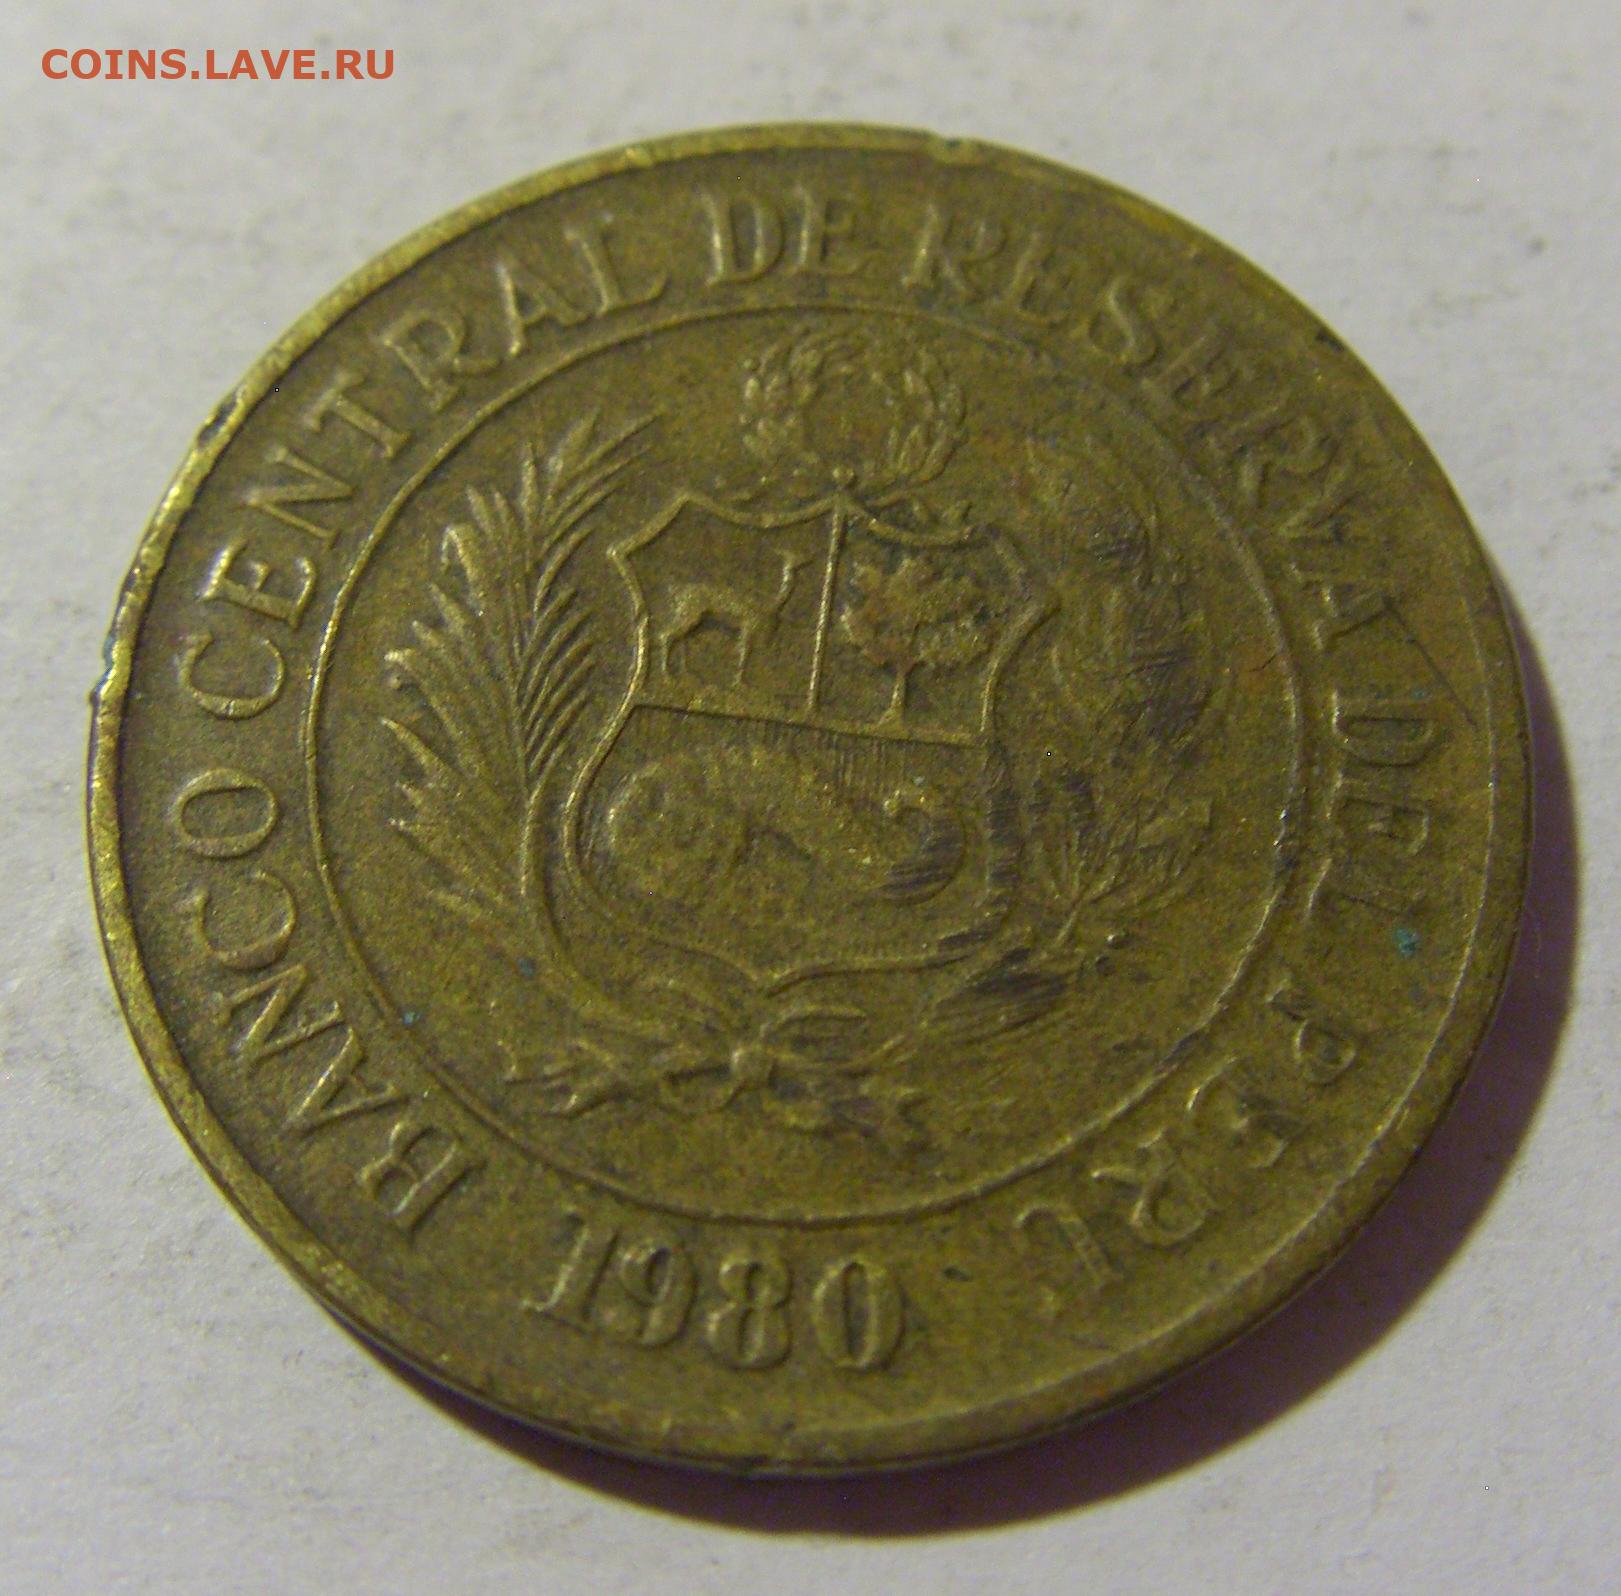 COINS.LAVE.RU
BANCO CENTRAL DE RESERVA DEL PERU
1980